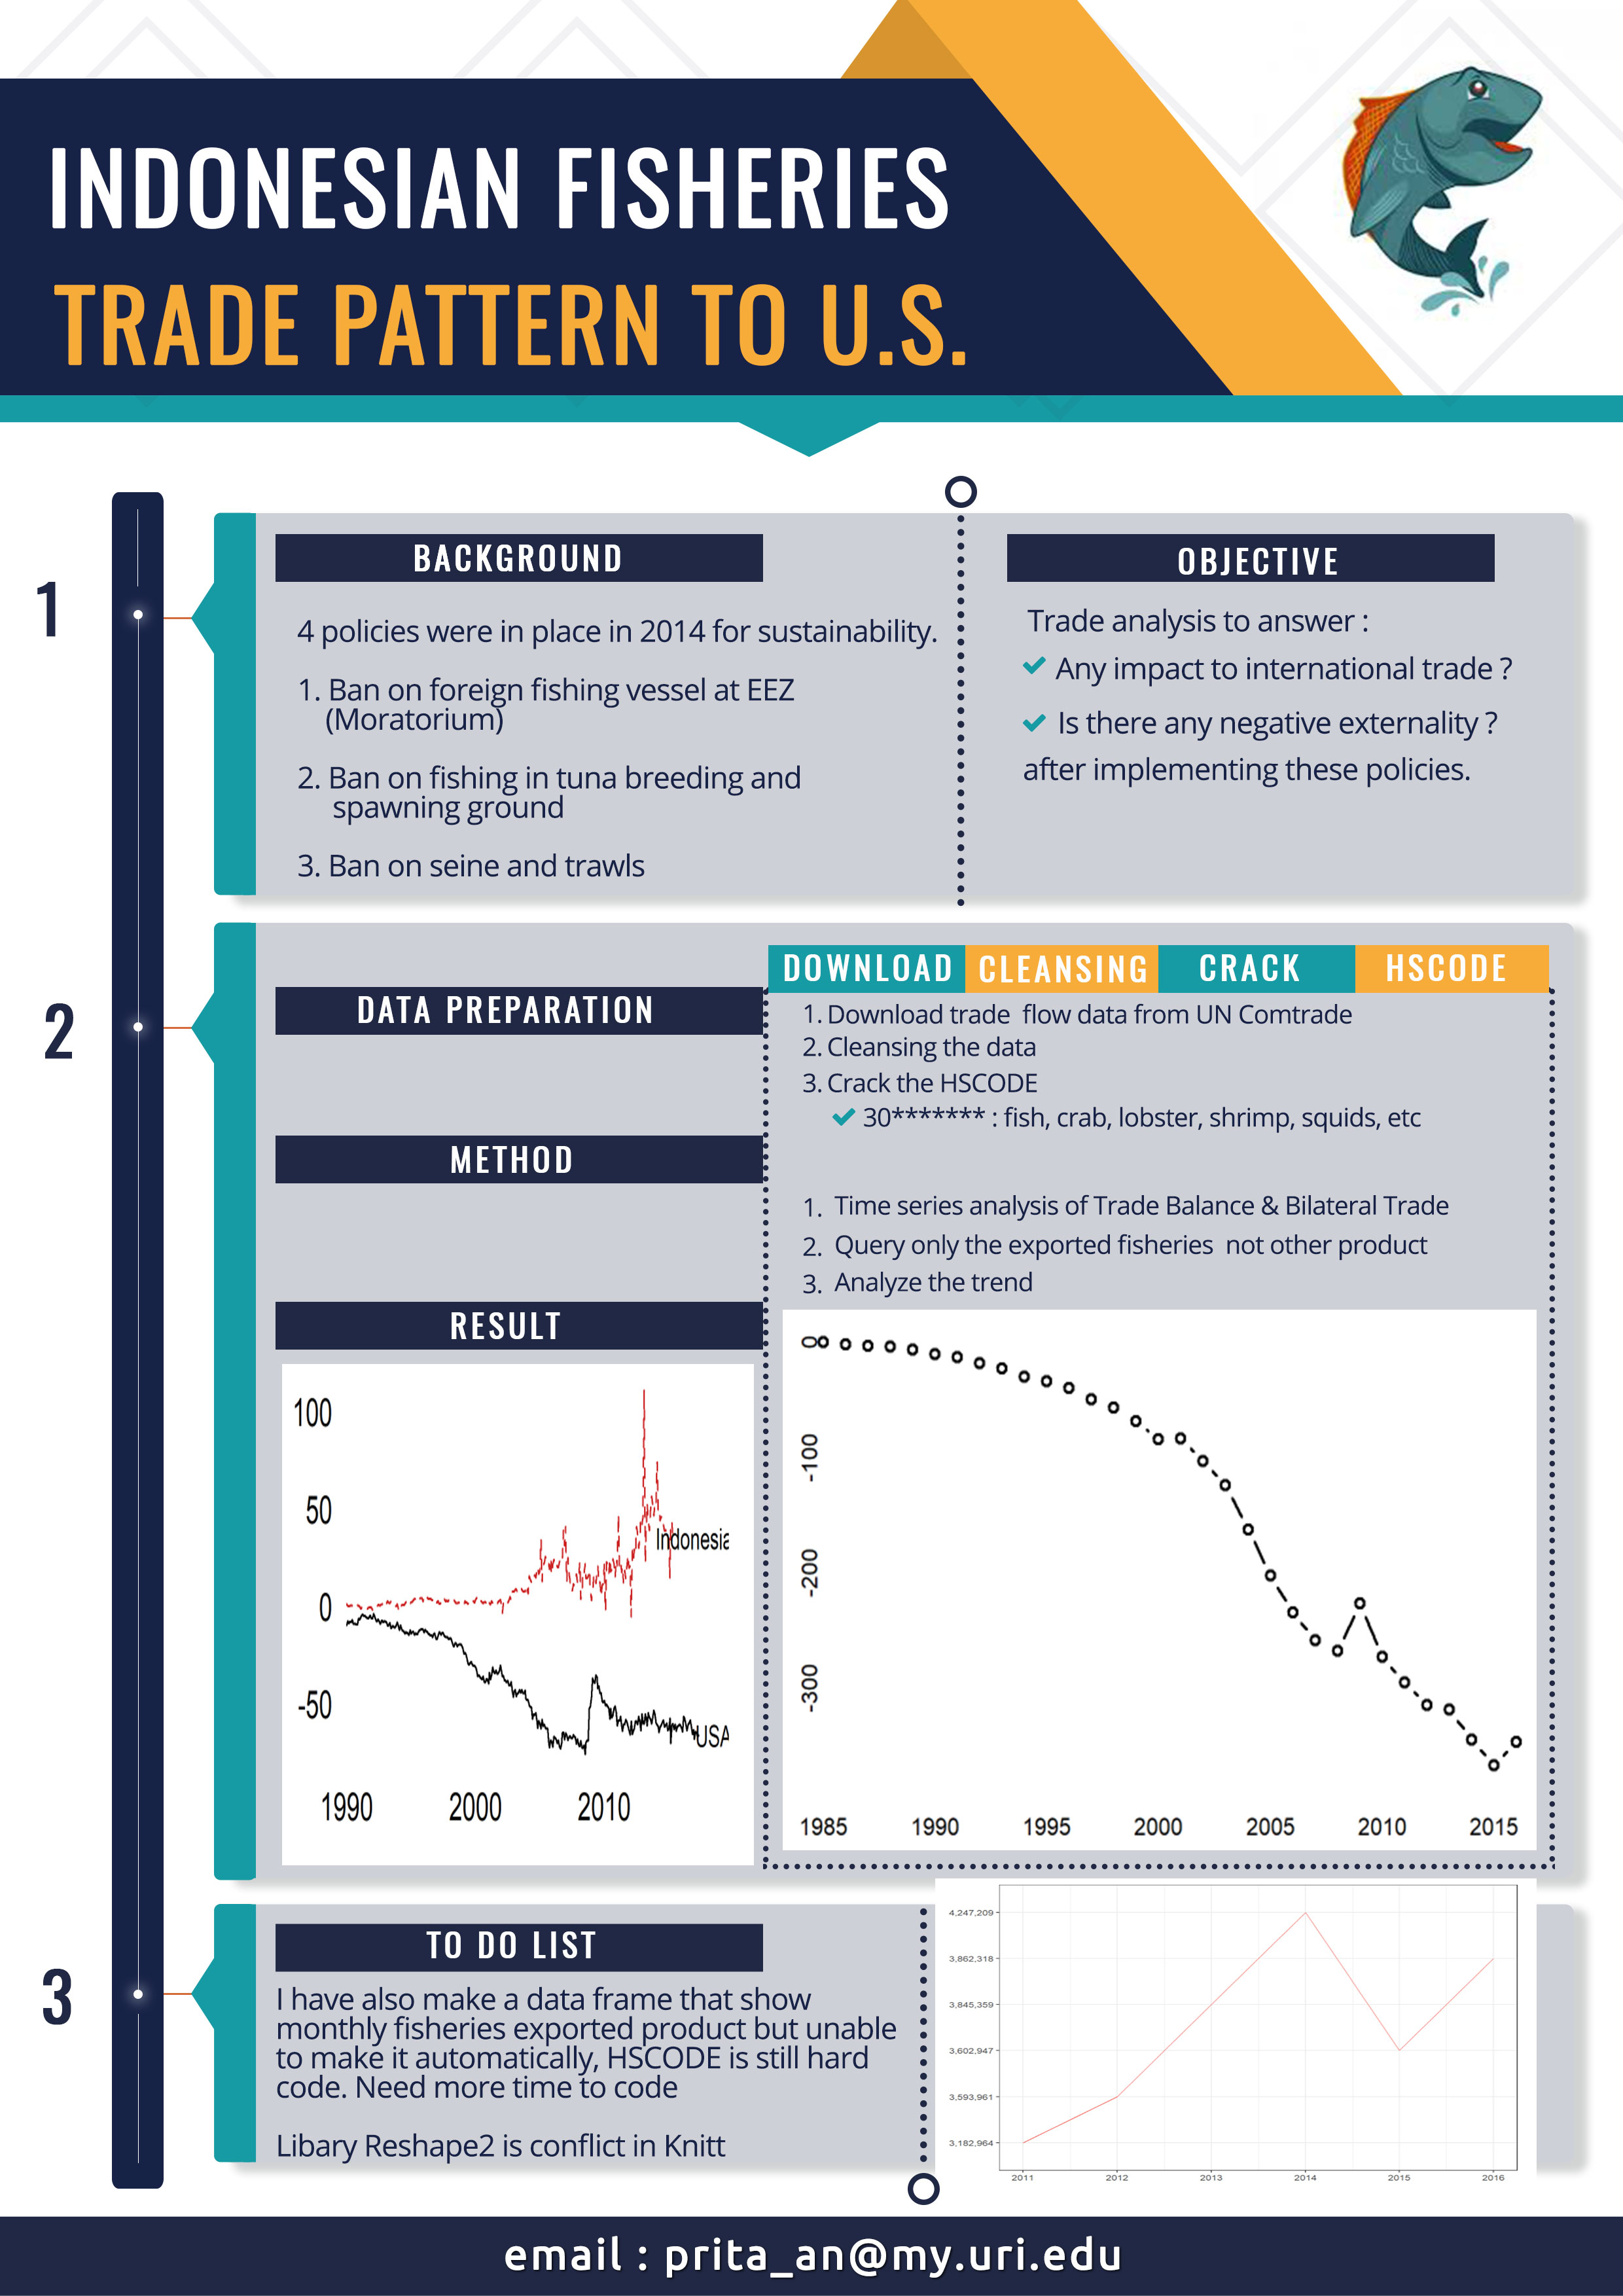 INDONESIAN FISHERIES
TRADE PATTERN TO U.S.
1
BACKGROUND
4 policies were in place in 2014 for sustainability.
1. Ban on foreign fishing vessel at EEZ
(Moratorium)
2. Ban on fishing in tuna breeding and
spawning ground
3. Ban on seine and trawls
OBJECTIVE
Trade analysis to answer :
Any impact to international trade ?
Is there any negative externality ?
after implementing these policies.
2
DATA PREPARATION
DOWNLOAD CLEANSING CRACK HSCODE
1. Download trade flow data from UN Comtrade
2. Cleansing the data
3. Crack the HSCODE
30******* : fish, crab, lobster, shrimp, squids, etc
METHOD
1. Time series analysis of Trade Balance & Bilateral Trade
2. Query only the exported fisheries not other product
3. Analyze the trend
RESULT
100
50
0
-50
Indonesia
USA
1990 2000 2010
0
-100
-200
-300
1985 1990 1995 2000 2005 2010 2015
3
TO DO LIST
I have also make a data frame that show
monthly fisheries exported product but unable
to make it automatically, HSCODE is still hard
code. Need more time to code
Libary Reshape2 is conflict in Knitt
4,247,209
3,862,318
3,845,359
3,602,947
3,593,961
3,182,964
2011 2012 2013 2014 2015 2016
email : prita_an@my.uri.edu